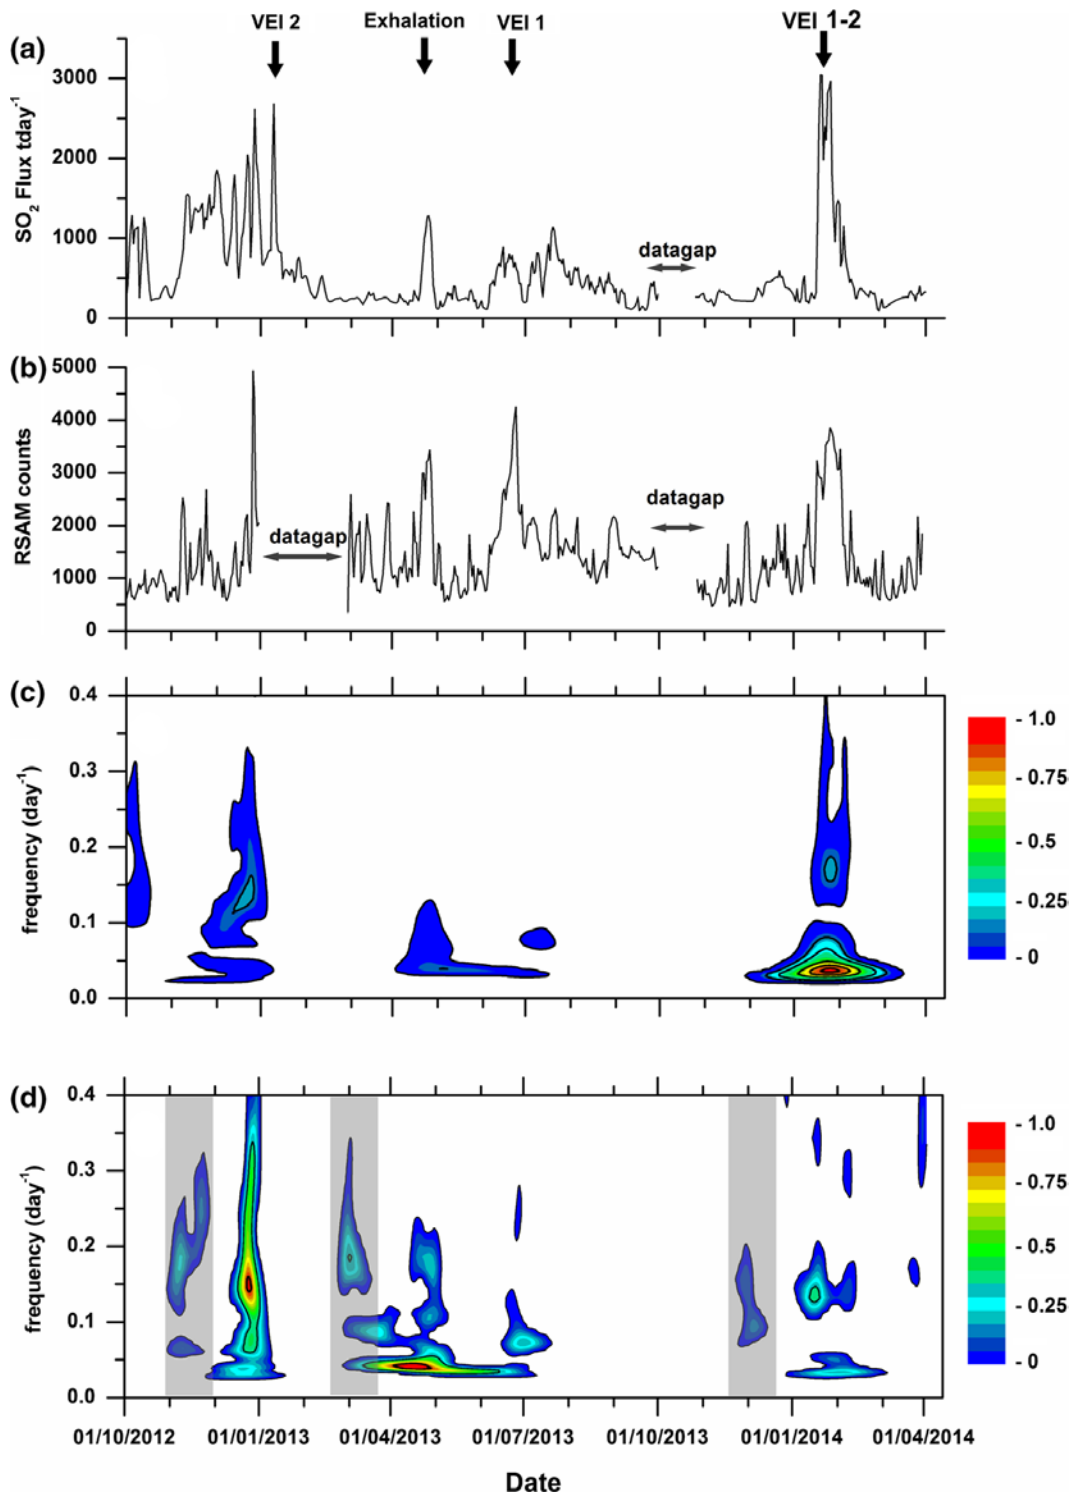 VEI 2
Exhalation
VEI 1
VEI 1-2
(a)
3000
2000
1000
0
SO2 Flux tday-1
datagap
(b)
5000
4000
3000
2000
1000
0
RSAM counts
datagap
datagap
(c)
0.4
0.3
0.2
0.1
0.0
frequency (day-1)
- 1.0
- 0.75
- 0.5
- 0.25
- 0
(d)
0.4
0.3
0.2
0.1
0.0
frequency (day-1)
- 1.0
- 0.75
- 0.5
- 0.25
- 0
01/10/2012 01/01/2013 01/04/2013 01/07/2013 01/10/2013 01/01/2014 01/04/2014
Date